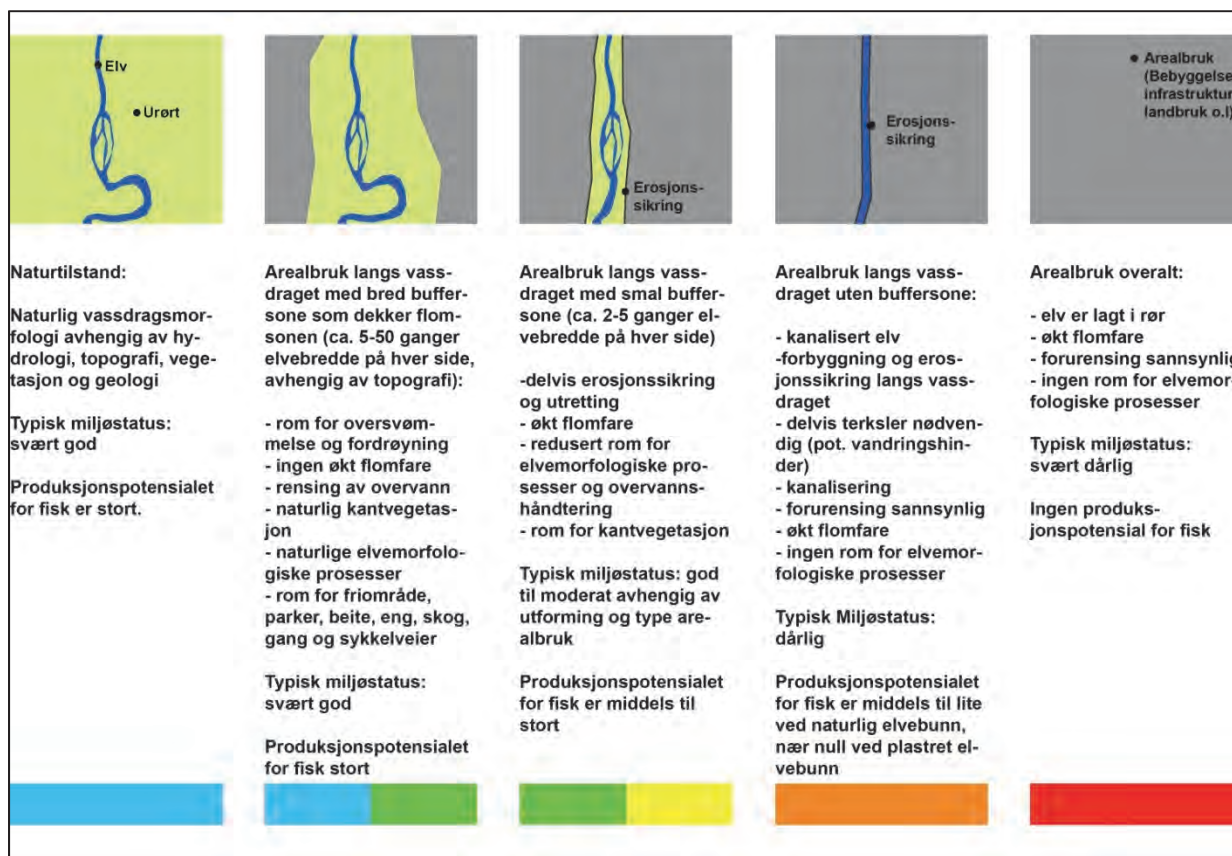 Elv
Urørt
Erosjons-
sikring
Erosjons-
sikring
Arealbruk
(Bebyggelse
infrastruktur
landbruk o.l)
Naturtilstand:
Naturlig vassdragsmor-
fologi avhengig av hy-
drologi, topografi, vege-
tasjon og geologi
Typisk miljøstatus:
svært god
Produksjonspotensialet
for fisk er stort.
Arealbruk langs vass-
draget med bred buffer-
sone som dekker flom-
sonen (ca. 5-50 ganger
elvebredde på hver side,
avhengig av topografi):
- rom for oversvøm-
melse og fordrøyning
- ingen økt flomfare
- rensing av overvann
- naturlig kantvegetas-
jon
- naturlige elvemorfolo-
giske prosesser
- rom for friområde,
parker, beite, eng, skog,
gang og sykkelveier
Typisk miljøstatus:
svært god
Produksjonspotensialet
for fisk stort
Arealbruk langs vass-
draget med smal buffer-
sone (ca. 2-5 ganger el-
vebredde på hver side)
-delvis erosjonssikring
og utretting
- økt flomfare
- redusert rom for
elvemorfologiske pro-
sesser og overvanns-
håndtering
- rom for kantvegetasjon
Typisk miljøstatus: god
til moderat avhengig av
utforming og type are-
albruk
Produksjonspotensialet
for fisk er middels til
stort
Arealbruk langs vass-
draget uten buffersone:
- kanalisert elv
-forbyggning og eros-
jonssikring langs vass-
draget
- delvis terksler nødven-
dig (pot. vandringshin-
der)
- kanalisering
- forurensing sannsynlig
- økt flomfare
- ingen rom for elvemor-
fologiske prosesser
Typisk Miljøstatus:
dårlig
Produksjonspotensialet
for fisk er middels til lite
ved naturlig elvebunn,
nær null ved plastret el-
vebunn
Arealbruk overalt:
- elv er lagt i rør
- økt flomfare
- forurensing sannsynlig
- ingen rom for elvemor-
fologiske prosesser
Typisk miljøstatus:
svært dårlig
Ingen produks-
jonspotensial for fisk